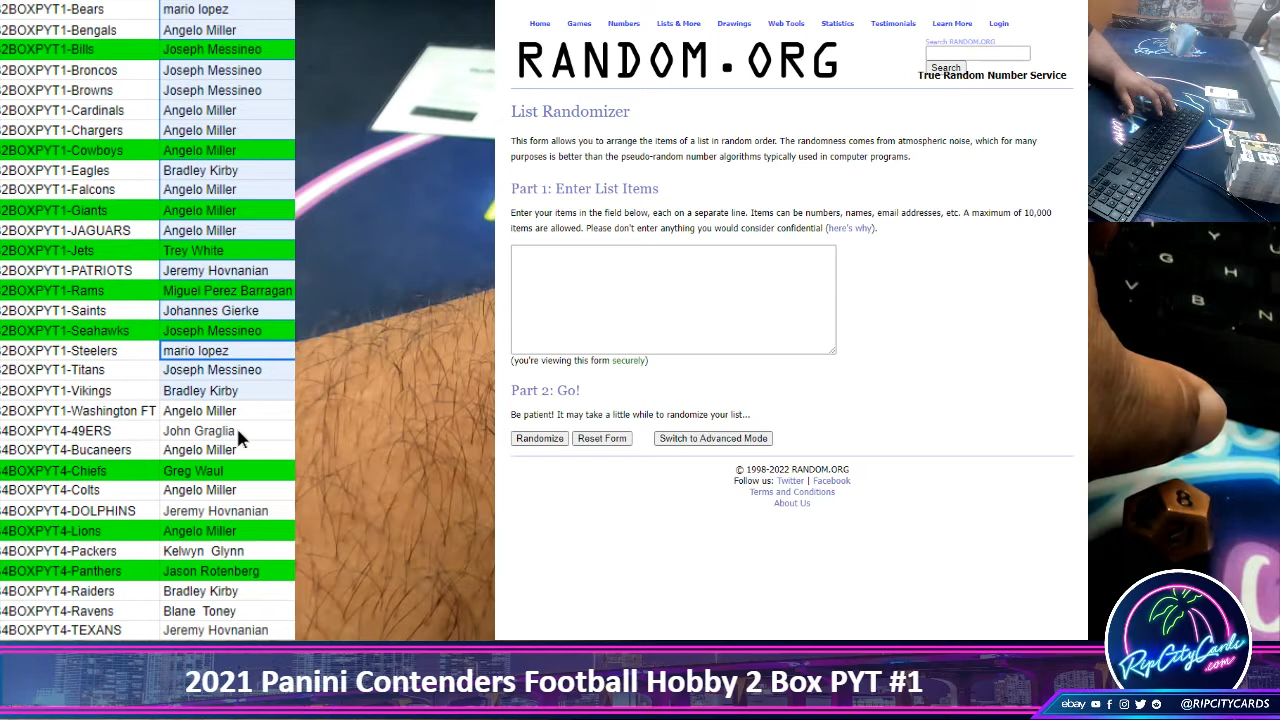 2BOXPYT1-Bears mario lopez
2BOXPYT1-Bengals Angelo Miller
2BOXPYT1-Bills Joseph Messineo
2BOXPYT1-Broncos Joseph Messineo
2BOXPYT1-Browns Joseph Messineo
2BOXPYT1-Cardinals Angelo Miller
2BOXPYT1-Chargers Angelo Miller
2BOXPYT1-Cowboys Angelo Miller
2BOXPYT1-Eagles Bradley Kirby
2BOXPYT1-Falcons Angelo Miller
2BOXPYT1-Giants Angelo Miller
2BOXPYT1-JAGUARS Angelo Miller
2BOXPYT1-Jets Trey White
2BOXPYT1-PATRIOTS Jeremy Hovnanian
2BOXPYT1-Rams Miguel Perez Barragan
2BOXPYT1-Saints Johannes Gierke
2BOXPYT1-Seahawks Joseph Messineo
2BOXPYT1-Steelers mario lopez
2BOXPYT1-Titans Joseph Messineo
2BOXPYT1-Vikings Bradley Kirby
2BOXPYT1-Washington FT Angelo Miller
4BOXPYT4-49ERS John Graglia
4BOXPYT4-Bucaneers Angelo Miller
4BOXPYT4-Chiefs Greg Waul
4BOXPYT4-Colts Angelo Miller
4BOXPYT4-DOLPHINS Jeremy Hovnanian
4BOXPYT4-Lions Angelo Miller
4BOXPYT4-Packers Kelwyn Glynn
4BOXPYT4-Panthers Jason Rotenberg
4BOXPYT4-Raiders Bradley Kirby
4BOXPYT4-Ravens Blane Toney
4BOXPYT4-TEXANS Jeremy Hovnanian
Home Games Numbers Lists & More Drawings Web Tools Statistics Testimonials Learn More Login
RANDOM.ORG
Search RANDOM.ORG
Search
True Random Number Service
List Randomizer
This form allows you to arrange the items of a list in random order. The randomness comes from atmospheric noise, which for many
purposes is better than the pseudo-random number algorithms typically used in computer programs.
Part 1: Enter List Items
Enter your items in the field below, each on a separate line. Items can be numbers, names, email addresses, etc. A maximum of 10,000
items are allowed. Please don't enter anything you would consider confidential (here's why).
(you're viewing this form securely)
Part 2: Go!
Be patient! It may take a little while to randomize your list...
Randomize Reset Form Switch to Advanced Mode
© 1998-2022 RANDOM.ORG
Follow us: Twitter | Facebook
Terms and Conditions
About Us
Y
G H
V B N
8
RipCityCards
.com
2021 Panini Contenders Football Hobby 2 Box PYT #1
ebay @RIPCITYCARDS